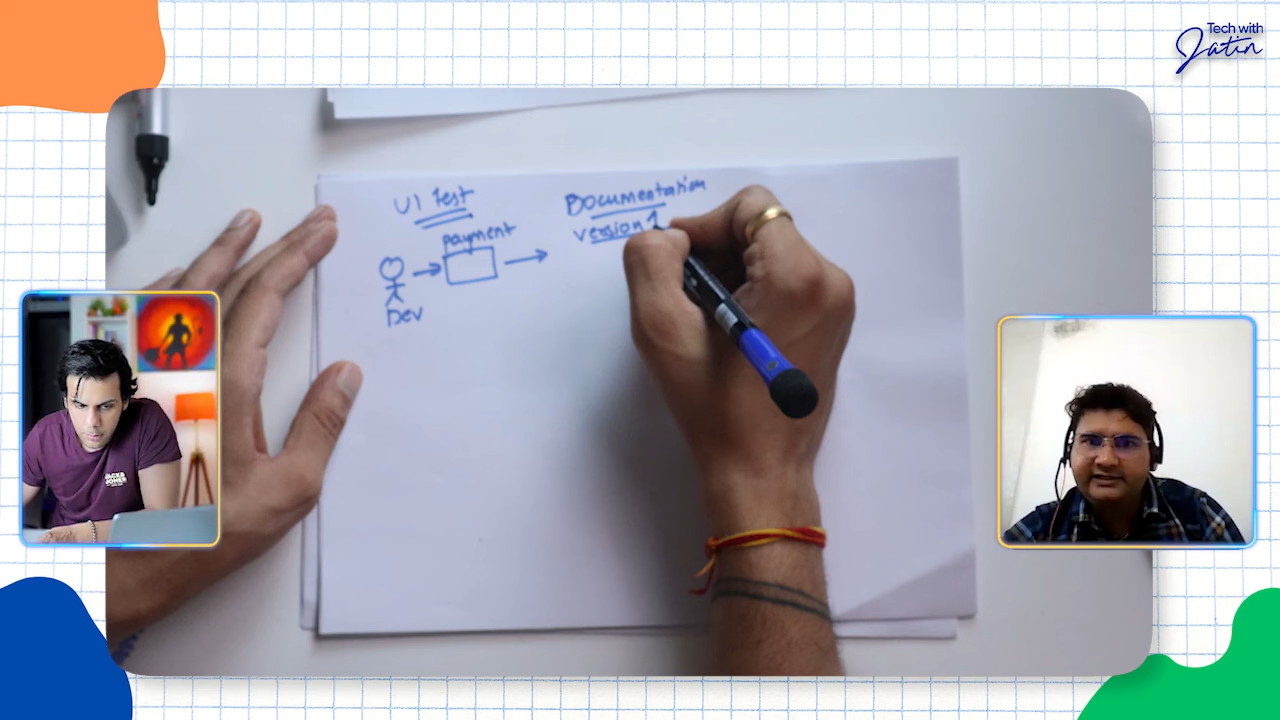 Tech with
Jatin
UI Test
Documentation
version 1
payment
Dev
JACK &
JONES